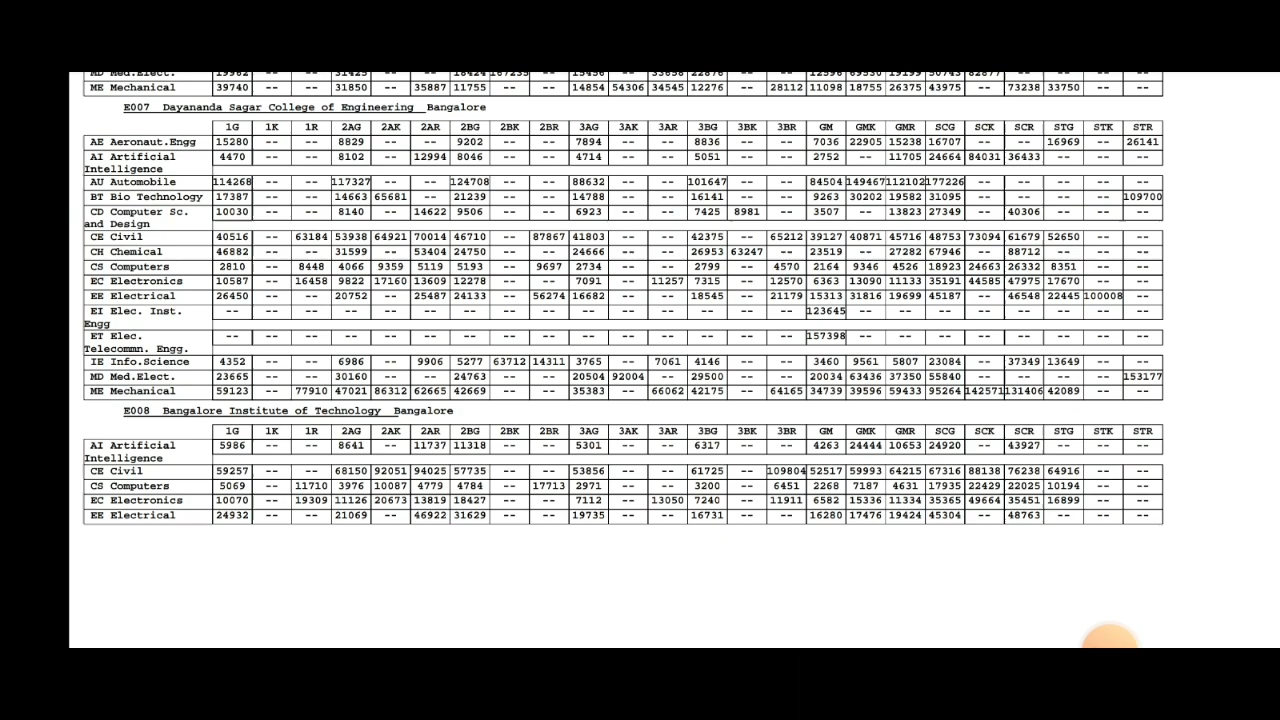 MD Med.Elect. 19962 -- -- 31425 -- -- 18424 167235 -- 15456 -- 33658 22876 -- -- 12596 69530 19199 50743 82877 -- -- -- --
ME Mechanical 39740 -- -- 31850 -- 35887 11755 -- -- 14854 54306 34545 12276 -- 28112 11098 18755 26375 43975 -- 73238 33750 -- --
E007 Dayananda Sagar College of Engineering Bangalore
1G 1K 1R 2AG 2AK 2AR 2BG 2BK 2BR 3AG 3AK 3AR 3BG 3BK 3BR GM GMK GMR SCG SCK SCR STG STK STR
AE Aeronaut.Engg 15280 -- -- 8829 -- -- 9202 -- -- 7894 -- -- 8836 -- -- 7036 22905 15238 16707 -- -- 16969 -- 26141
AI Artificial 4470 -- -- 8102 -- 12994 8046 -- -- 4714 -- -- 5051 -- -- 2752 -- 11705 24664 84031 36433 -- -- --
Intelligence
AU Automobile 114268 -- -- 117327 -- -- 124708 -- -- 88632 -- -- 101647 -- -- 84504 149467 112102 177226 -- -- -- -- --
BT Bio Technology 17387 -- -- 14663 65681 -- 21239 -- -- 14788 -- -- 16141 -- -- 9263 30202 19582 31095 -- -- -- -- 109700
CD Computer Sc. 10030 -- -- 8140 -- 14622 9506 -- -- 6923 -- -- 7425 8981 -- 3507 -- 13823 27349 -- 40306 -- -- --
and Design
CE Civil 40516 -- 63184 53938 64921 70014 46710 -- 87867 41803 -- -- 42375 -- 65212 39127 40871 45716 48753 73094 61679 52650 -- --
CH Chemical 46882 -- -- 31599 -- 53404 24750 -- -- 24666 -- -- 26953 63247 -- 23519 -- 27282 67946 -- 88712 -- -- --
CS Computers 2810 -- 8448 4066 9359 5119 5193 -- 9697 2734 -- -- 2799 -- 4570 2164 9346 4526 18923 24663 26332 8351 -- --
EC Electronics 10587 -- 16458 9822 17160 13609 12278 -- -- 7091 -- 11257 7315 -- 12570 6363 13090 11133 35191 44585 47975 17670 -- --
EE Electrical 26450 -- -- 20752 -- 25487 24133 -- 56274 16682 -- -- 18545 -- 21179 15313 31816 19699 45187 -- 46548 22445 100008 --
EI Elec. Inst. -- -- -- -- -- -- -- -- -- -- -- -- -- -- -- 123645 -- -- -- -- -- -- -- --
Engg
ET Elec. -- -- -- -- -- -- -- -- -- -- -- -- -- -- -- 157398 -- -- -- -- -- -- -- --
Telecommn. Engg.
IE Info.Science 4352 -- -- 6986 -- 9906 5277 63712 14311 3765 -- 7061 4146 -- -- 3460 9561 5807 23084 -- 37349 13649 -- --
MD Med.Elect. 23665 -- -- 30160 -- -- 24763 -- -- 20504 92004 -- 29500 -- -- 20034 63436 37350 55840 -- -- -- -- 153177
ME Mechanical 59123 -- 77910 47021 86312 62665 42669 -- -- 35383 -- 66062 42175 -- 64165 34739 39596 59433 95264 142571 131406 42089 -- --
E008 Bangalore Institute of Technology Bangalore
1G 1K 1R 2AG 2AK 2AR 2BG 2BK 2BR 3AG 3AK 3AR 3BG 3BK 3BR GM GMK GMR SCG SCK SCR STG STK STR
AI Artificial 5986 -- -- 8641 -- 11737 11318 -- -- 5301 -- -- 6317 -- -- 4263 24444 10653 24920 -- 43927 -- -- --
Intelligence
CE Civil 59257 -- -- 68150 92051 94025 57735 -- -- 53856 -- -- 61725 -- 109804 52517 59993 64215 67316 88138 76238 64916 -- --
CS Computers 5069 -- 11710 3976 10087 4779 4784 -- 17713 2971 -- -- 3200 -- 6451 2268 7187 4631 17935 22429 22025 10194 -- --
EC Electronics 10070 -- 19309 11126 20673 13819 18427 -- -- 7112 -- 13050 7240 -- 11911 6582 15336 11334 35365 49664 35451 16899 -- --
EE Electrical 24932 -- -- 21069 -- 46922 31629 -- -- 19735 -- -- 16731 -- -- 16280 17476 19424 45304 -- 48763 -- -- --